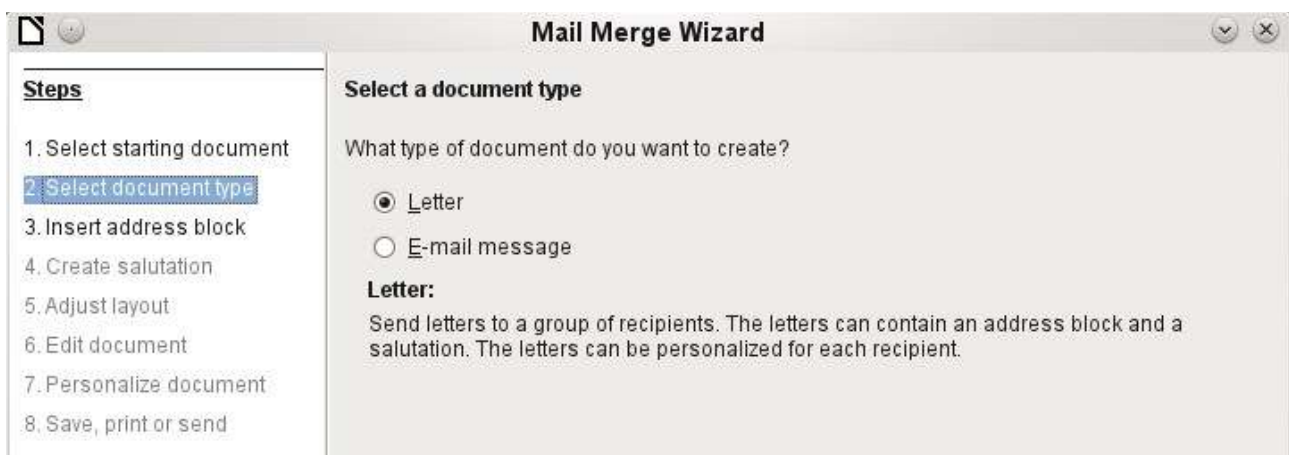 Mail Merge Wizard
Steps
1. Select starting document
2. Select document type
3. Insert address block
4. Create salutation
5. Adjust layout
6. Edit document
7. Personalize document
8. Save, print or send
Select a document type
What type of document do you want to create?
Letter
E-mail message
Letter:
Send letters to a group of recipients. The letters can contain an address block and a
salutation. The letters can be personalized for each recipient.